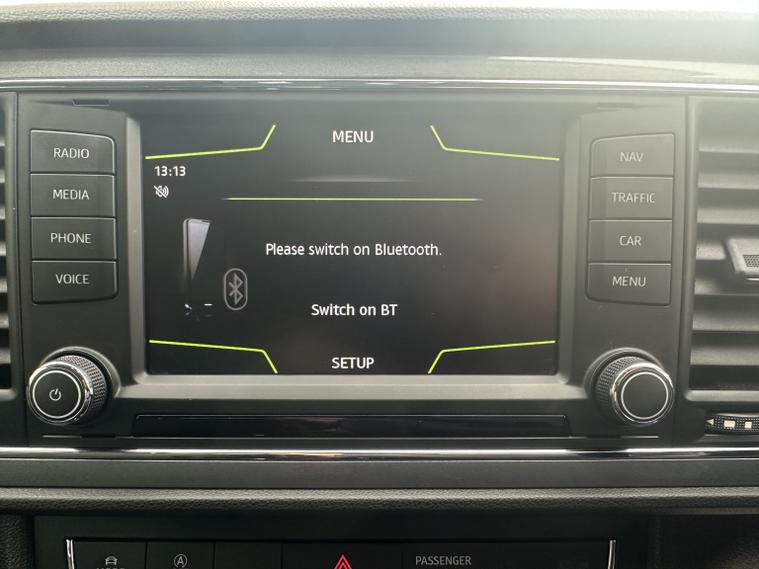 MENU
RADIO
MEDIA
PHONE
VOICE
13:13
Please switch on Bluetooth.
Switch on BT
SETUP
NAV
TRAFFIC
CAR
MENU
A
PASSENGER